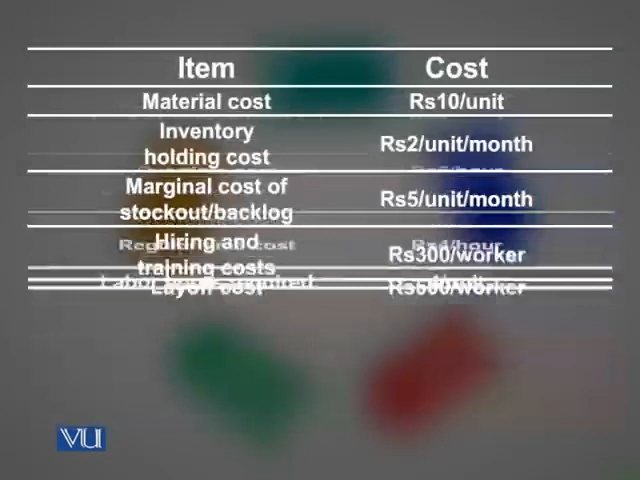 Item Cost
Material cost Rs10/unit
Inventory
holding cost Rs2/unit/month
Marginal cost of
stockout/backlog Rs5/unit/month
Hiring and
training costs Rs300/worker
Layoff cost Rs500/worker
VU